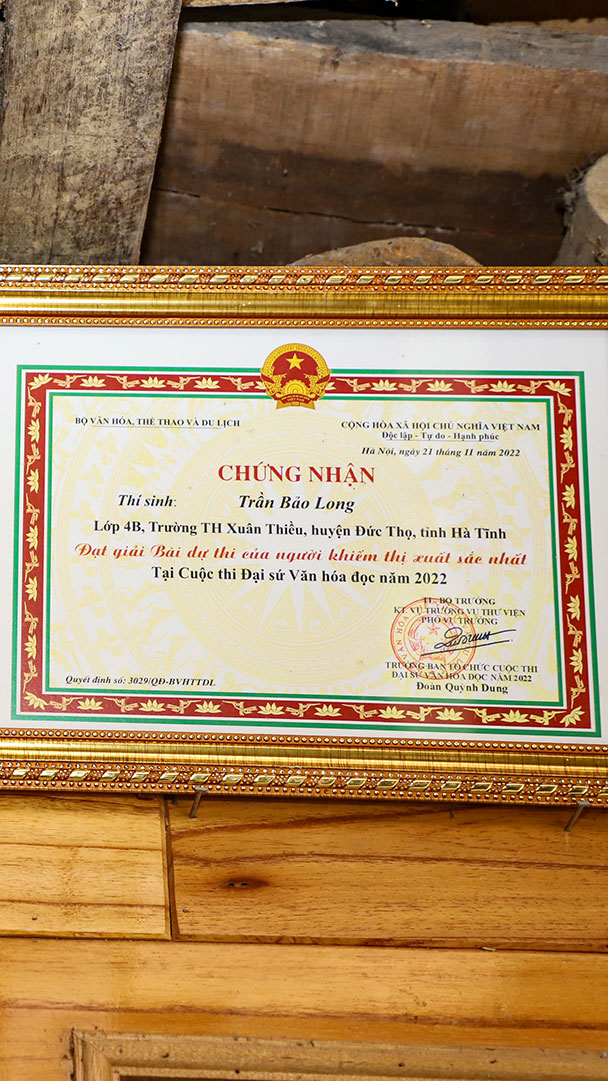 BỘ VĂN HÓA, THỂ THAO VÀ DU LỊCH
CỘNG HÒA XÃ HỘI CHỦ NGHĨA VIỆT NAM
Độc lập - Tự do - Hạnh phúc
Hà Nội, ngày 21 tháng 11 năm 2022
CHỨNG NHẬN
Thí sinh: Trần Bảo Long
Lớp 4B, Trường TH Xuân Thiều, huyện Đức Thọ, tỉnh Hà Tĩnh
Đạt giải Bài dự thi của người khiếm thị xuất sắc nhất
Tại Cuộc thi Đại sứ Văn hóa đọc năm 2022
TL. BỘ TRƯỞNG
KT. VỤ TRƯỞNG VỤ THƯ VIỆN
PHÓ VỤ TRƯỞNG
TRƯỞNG BAN TỔ CHỨC CUỘC THI
ĐẠI SỨ VĂN HÓA ĐỌC NĂM 2022
Đoàn Quỳnh Dung
Quyết định số: 3029/QĐ-BVHTTDL